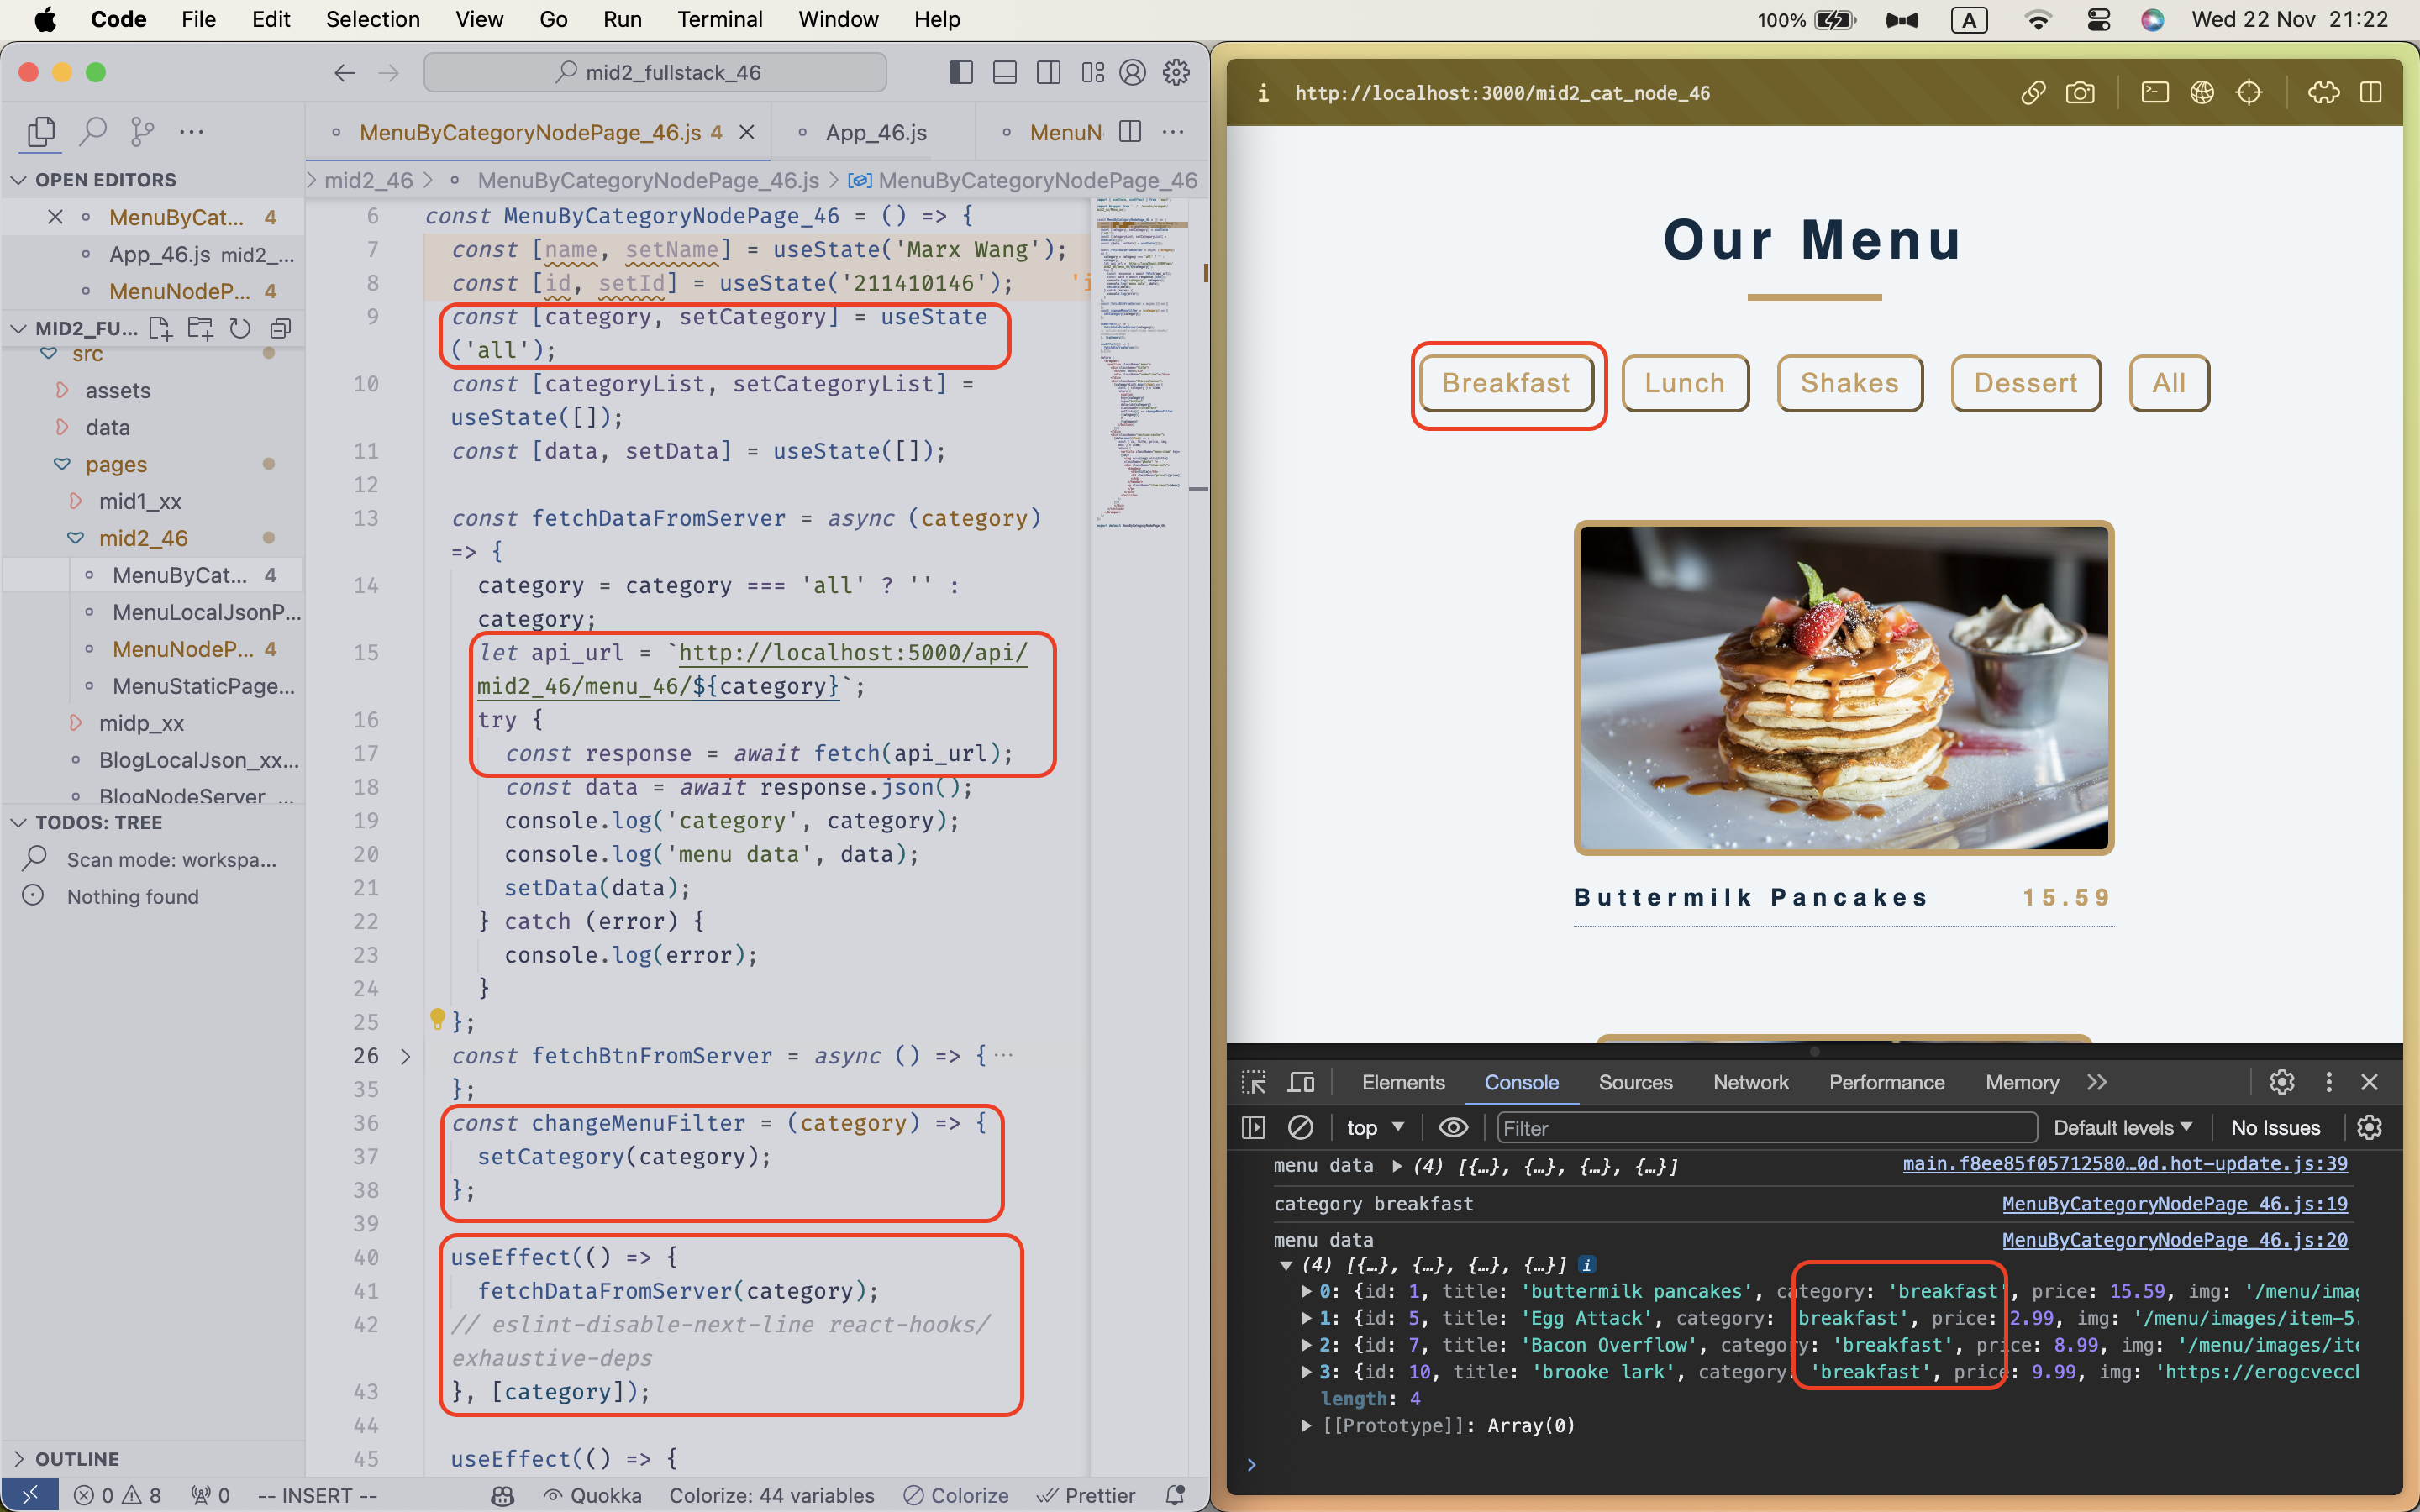 Code File Edit Selection View Go Run Terminal Window Help 100% A Wed 22 Nov 21:22
mid2_fullstack_46
MenuByCategoryNodePage_46.js 4
App_46.js
MenuN
OPEN EDITORS
mid2_46 > MenuByCategoryNodePage_46.js > MenuByCategoryNodePage_46
MenuByCat... 4
App_46.js mid2_...
MenuNodeP... 4
MID2_FU...
src
assets
data
pages
mid1_xx
mid2_46
MenuByCat... 4
MenuLocalJsonP...
MenuNodeP... 4
MenuStaticPage...
midp_xx
BlogLocalJson_xx...
BlogNodeServer_...
TODOS: TREE
Scan mode: workspa...
Nothing found
OUTLINE
6 const MenuByCategoryNodePage_46 = () => {
7 const [name, setName] = useState('Marx Wang');
8 const [id, setId] = useState('211410146'); 'i
9 const [category, setCategory] = useState
('all');
10 const [categoryList, setCategoryList] =
useState([]);
11 const [data, setData] = useState([]);
12
13 const fetchDataFromServer = async (category)
=> {
14 category = category === 'all' ? '' :
category;
15 let api_url = `http://localhost:5000/api/
mid2_46/menu_46/${category}`;
16 try {
17 const response = await fetch(api_url);
18 const data = await response.json();
19 console.log('category', category);
20 console.log('menu data', data);
21 setData(data);
22 } catch (error) {
23 console.log(error);
24 }
25 };
26 const fetchBtnFromServer = async () => {···
35 };
36 const changeMenuFilter = (category) => {
37 setCategory(category);
38 };
39
40 useEffect(() => {
41 fetchDataFromServer(category);
42 // eslint-disable-next-line react-hooks/
exhaustive-deps
43 }, [category]);
44
45 useEffect(() => {
0 8 0 -- INSERT -- Quokka Colorize: 44 variables Colorize Prettier
i http://localhost:3000/mid2_cat_node_46
Our Menu
Breakfast Lunch Shakes Dessert All
Buttermilk Pancakes 15.59
Elements Console Sources Network Performance Memory
top Filter Default levels No Issues
menu data (4) [{…}, {…}, {…}, {…}] main.f8ee85f05712580…0d.hot-update.js:39
category breakfast MenuByCategoryNodePage_46.js:19
menu data MenuByCategoryNodePage_46.js:20
(4) [{…}, {…}, {…}, {…}] i
0: {id: 1, title: 'buttermilk pancakes', category: 'breakfast', price: 15.59, img: '/menu/imag
1: {id: 5, title: 'Egg Attack', category: 'breakfast', price: 2.99, img: '/menu/images/item-5.
2: {id: 7, title: 'Bacon Overflow', category: 'breakfast', price: 8.99, img: '/menu/images/ite
3: {id: 10, title: 'brooke lark', category: 'breakfast', price: 9.99, img: 'https://erogcveccb
length: 4
[[Prototype]]: Array(0)